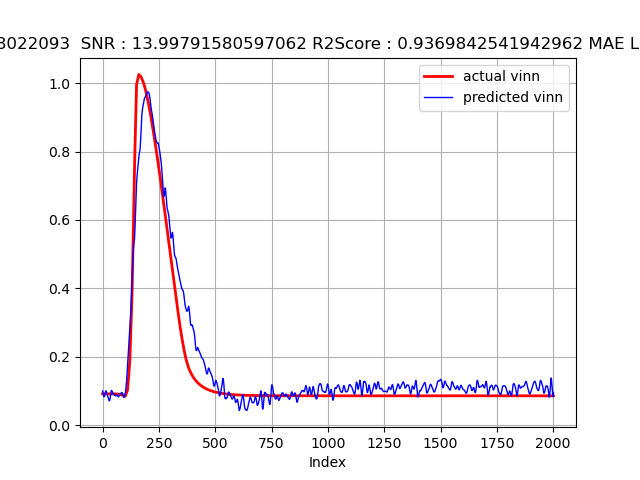 3022093 SNR : 13.99791580597062 R2Score : 0.9369842541942962 MAE L
actual vinn
predicted vinn
1.0
0.8
0.6
0.4
0.2
0.0
0 250 500 750 1000 1250 1500 1750 2000
Index